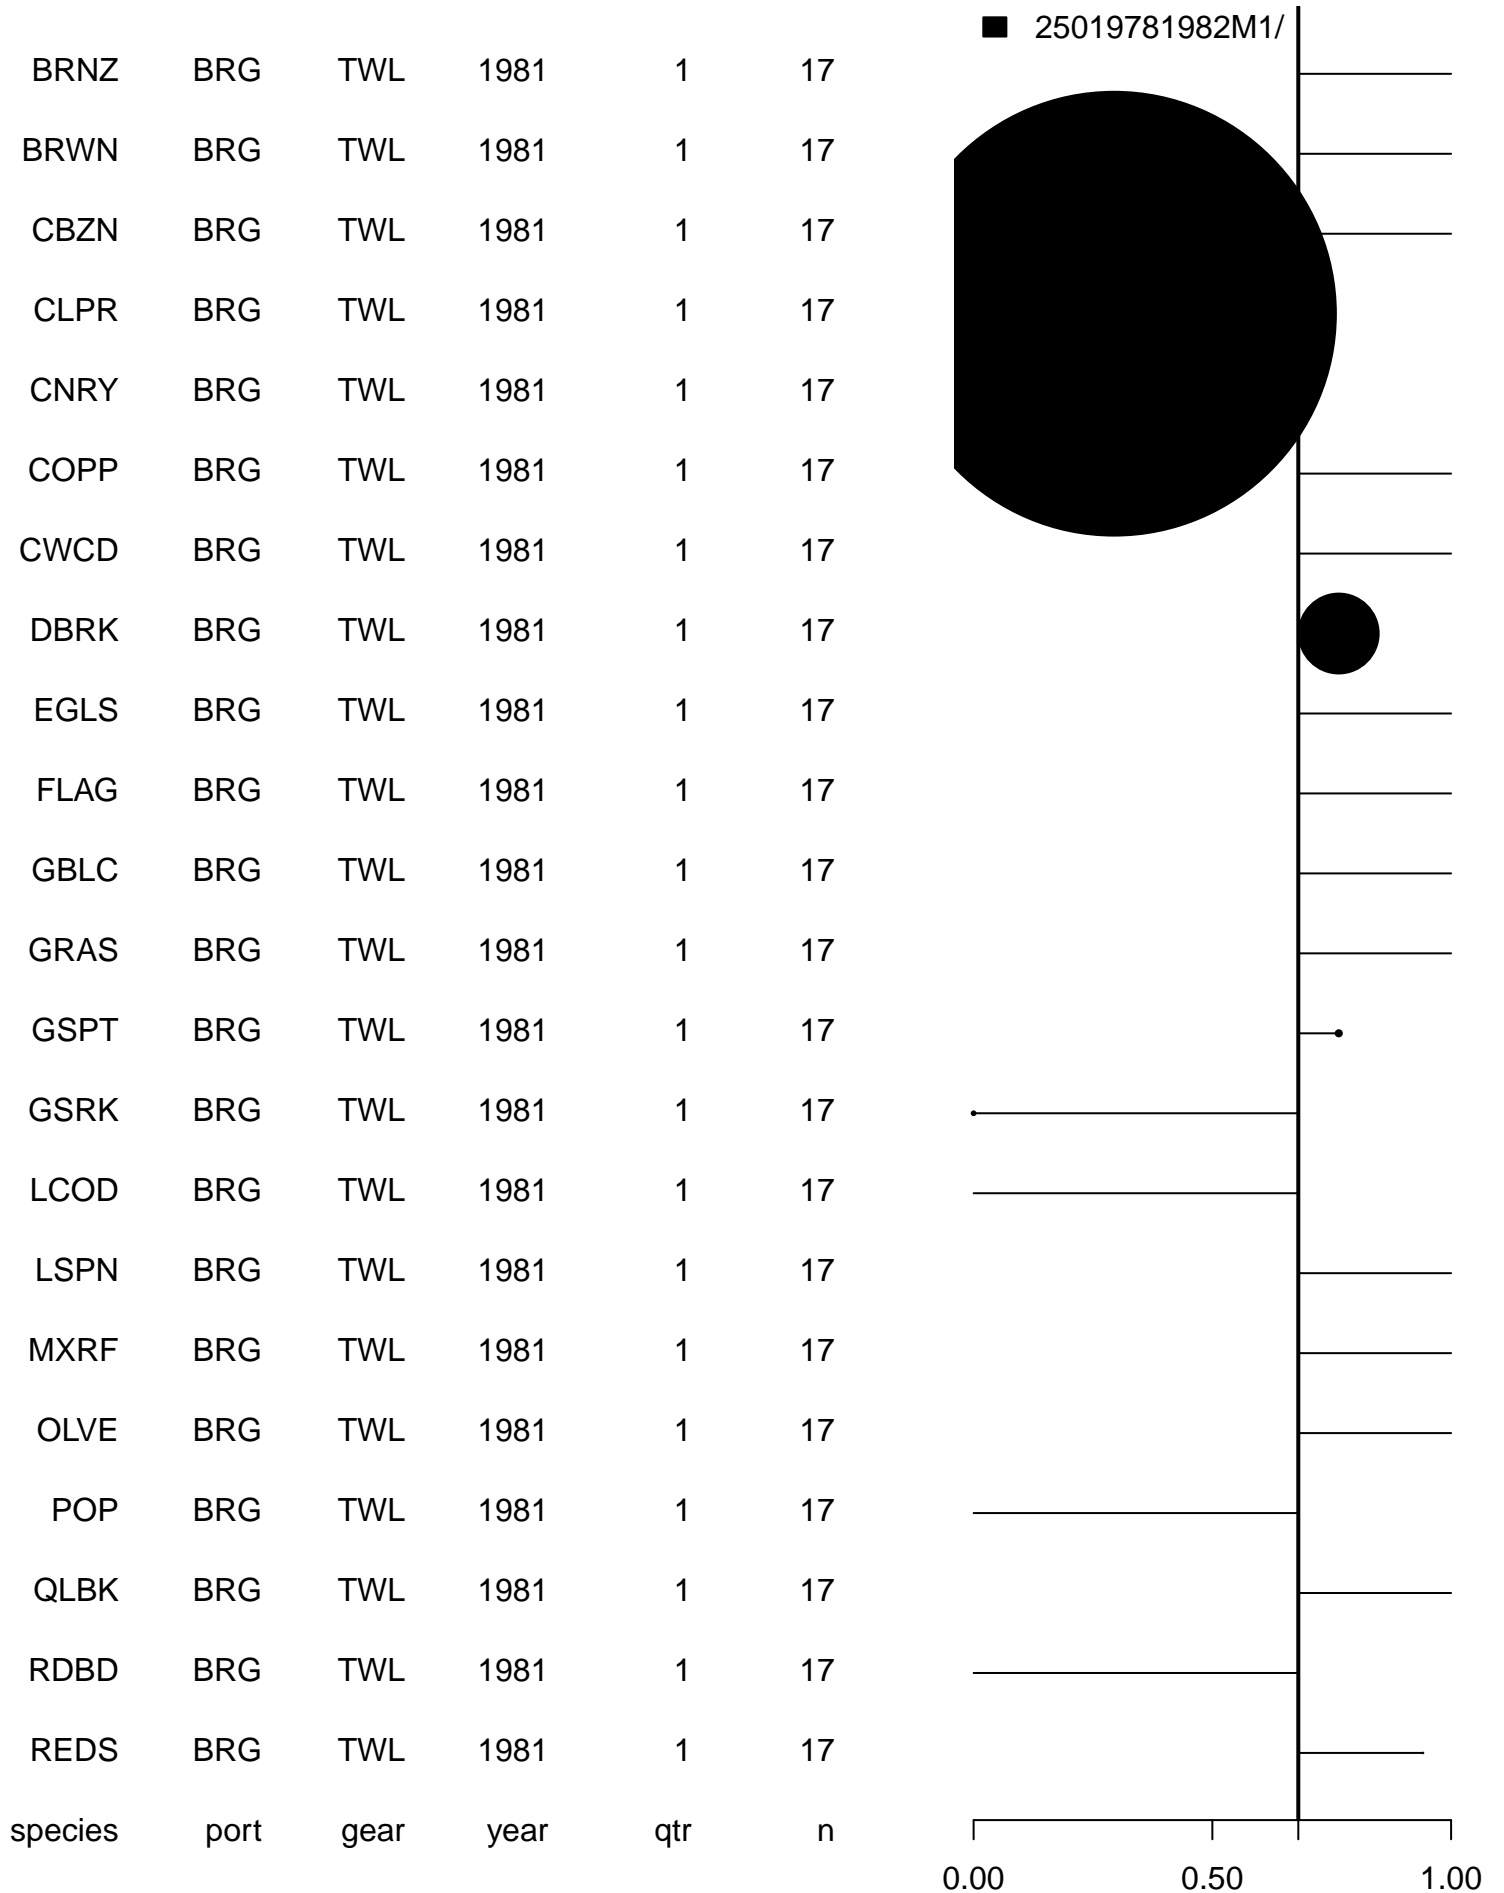 25019781982M1/
BRNZ BRG TWL 1981 1 17
BRWN BRG TWL 1981 1 17
CBZN BRG TWL 1981 1 17
CLPR BRG TWL 1981 1 17
CNRY BRG TWL 1981 1 17
COPP BRG TWL 1981 1 17
CWCD BRG TWL 1981 1 17
DBRK BRG TWL 1981 1 17
EGLS BRG TWL 1981 1 17
FLAG BRG TWL 1981 1 17
GBLC BRG TWL 1981 1 17
GRAS BRG TWL 1981 1 17
GSPT BRG TWL 1981 1 17
GSRK BRG TWL 1981 1 17
LCOD BRG TWL 1981 1 17
LSPN BRG TWL 1981 1 17
MXRF BRG TWL 1981 1 17
OLVE BRG TWL 1981 1 17
POP BRG TWL 1981 1 17
QLBK BRG TWL 1981 1 17
RDBD BRG TWL 1981 1 17
REDS BRG TWL 1981 1 17
species port gear year qtr n
0.00 0.50 1.00